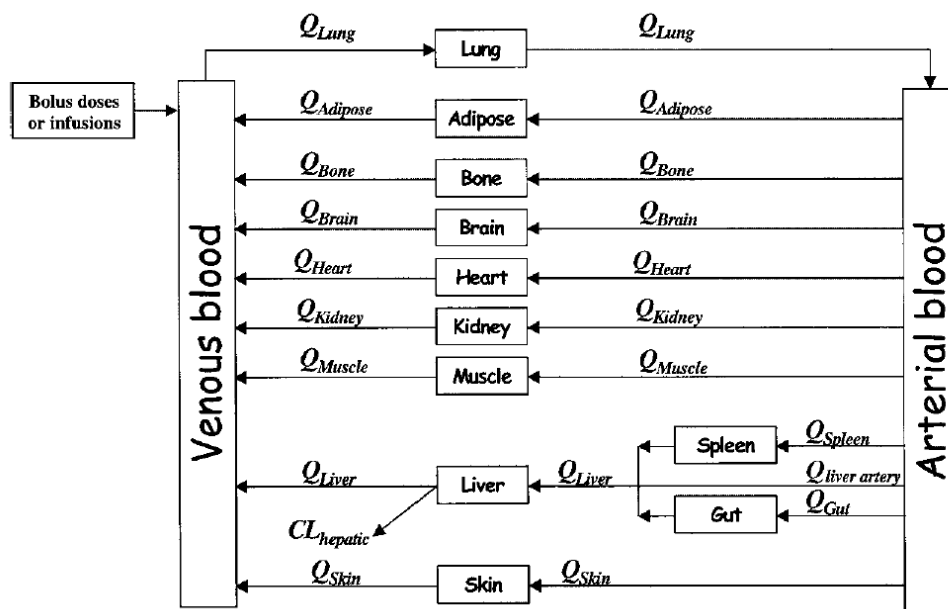 Q_Lung Lung Q_Lung
Bolus doses
or infusions
Q_Adipose Adipose Q_Adipose
Q_Bone Bone Q_Bone
Q_Brain Brain Q_Brain
Q_Heart Heart Q_Heart
Q_Kidney Kidney Q_Kidney
Q_Muscle Muscle Q_Muscle
Spleen Q_Spleen
Q_Liver Liver Q_Liver Q_liver artery
Gut Q_Gut
CL_hepatic
Q_Skin Skin Q_Skin
Venous blood
Arterial blood